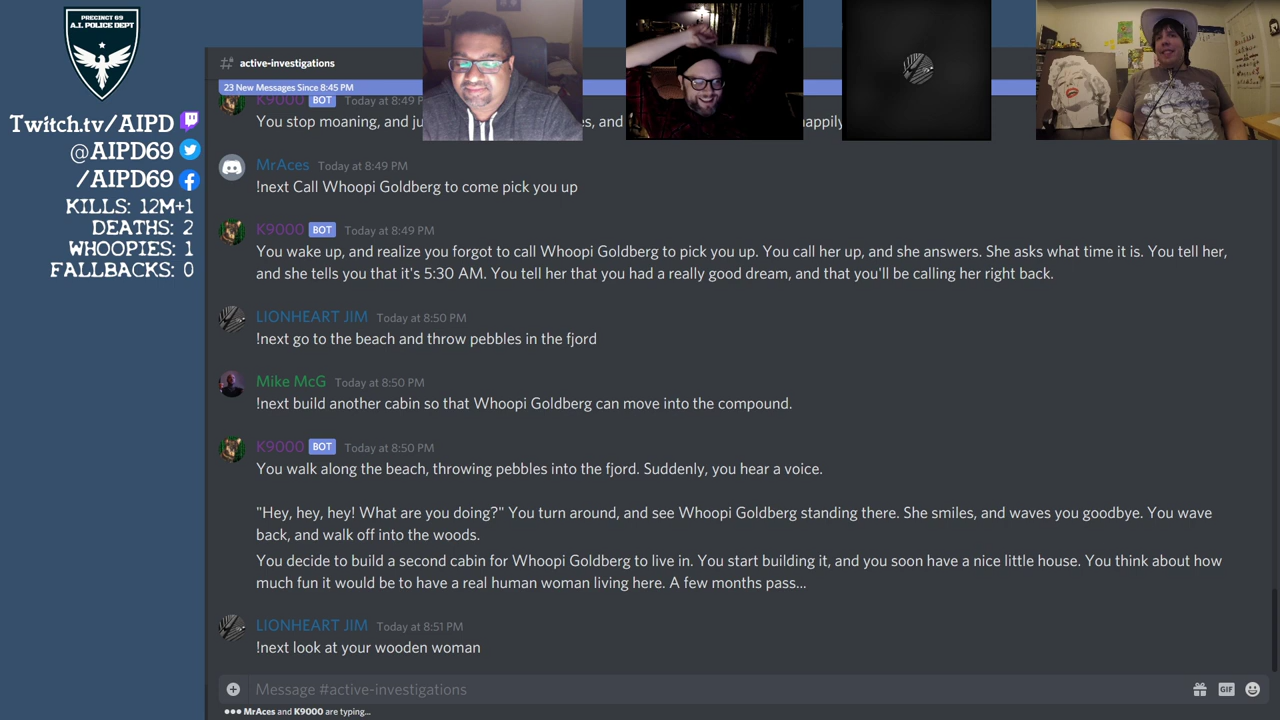 PRECINCT 69
A.I. POLICE DEPT
Twitch.tv/AIPD
@AIPD69
/AIPD69
KILLS: 12M+1
DEATHS: 2
WHOOPIES: 1
FALLBACKS: 0
active-investigations
23 New Messages Since 8:45 PM
K9000 BOT Today at 8:49 P
You stop moaning, and ju
es, and
happily
MrAces Today at 8:49 PM
!next Call Whoopi Goldberg to come pick you up
K9000 BOT Today at 8:49 PM
You wake up, and realize you forgot to call Whoopi Goldberg to pick you up. You call her up, and she answers. She asks what time it is. You tell her,
and she tells you that it's 5:30 AM. You tell her that you had a really good dream, and that you'll be calling her right back.
LIONHEART JIM Today at 8:50 PM
!next go to the beach and throw pebbles in the fjord
Mike McG Today at 8:50 PM
!next build another cabin so that Whoopi Goldberg can move into the compound.
K9000 BOT Today at 8:50 PM
You walk along the beach, throwing pebbles into the fjord. Suddenly, you hear a voice.
"Hey, hey, hey! What are you doing?" You turn around, and see Whoopi Goldberg standing there. She smiles, and waves you goodbye. You wave
back, and walk off into the woods.
You decide to build a second cabin for Whoopi Goldberg to live in. You start building it, and you soon have a nice little house. You think about how
much fun it would be to have a real human woman living here. A few months pass...
LIONHEART JIM Today at 8:51 PM
!next look at your wooden woman
Message #active-investigations
GIF
MrAces and K9000 are typing...